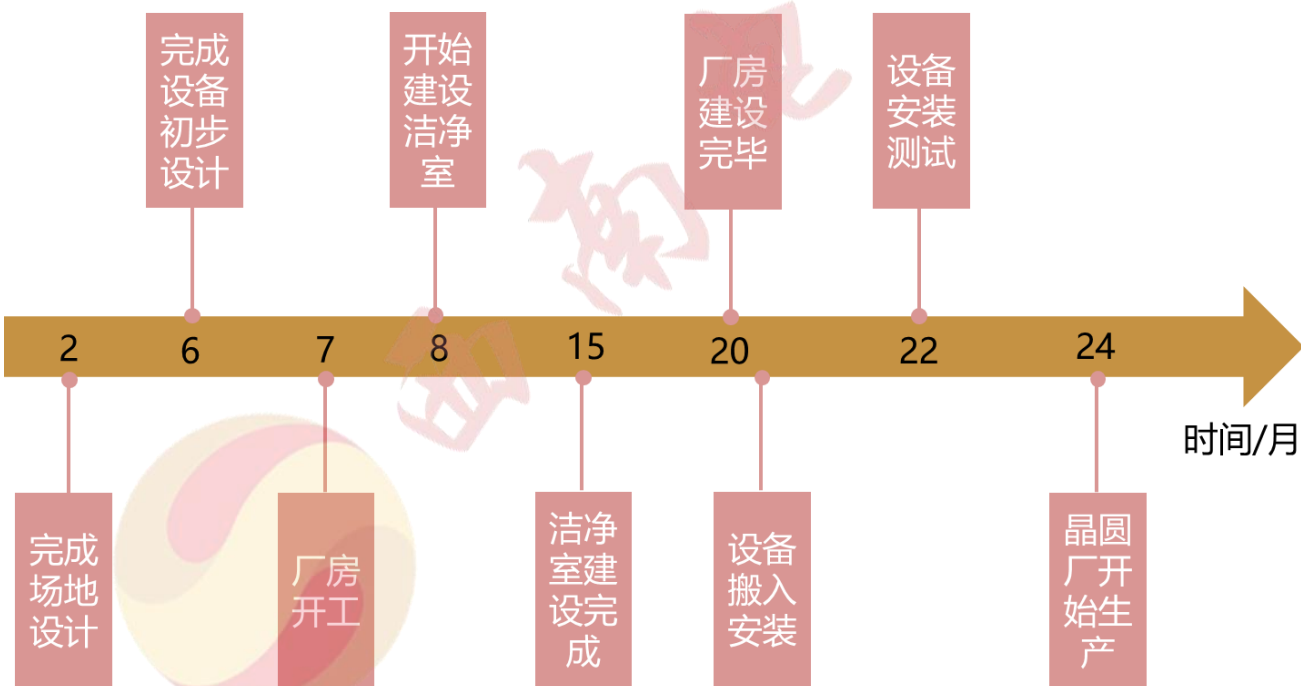 完成
设备
初步
设计
开始
建设
洁净
室
厂房
建设
完毕
设备
安装
测试
2
6
7
8
15
20
22
24
时间/月
完成
场地
设计
厂房
开工
洁净
室建
设完
成
设备
搬入
安装
晶圆
厂开
始生
产
西南